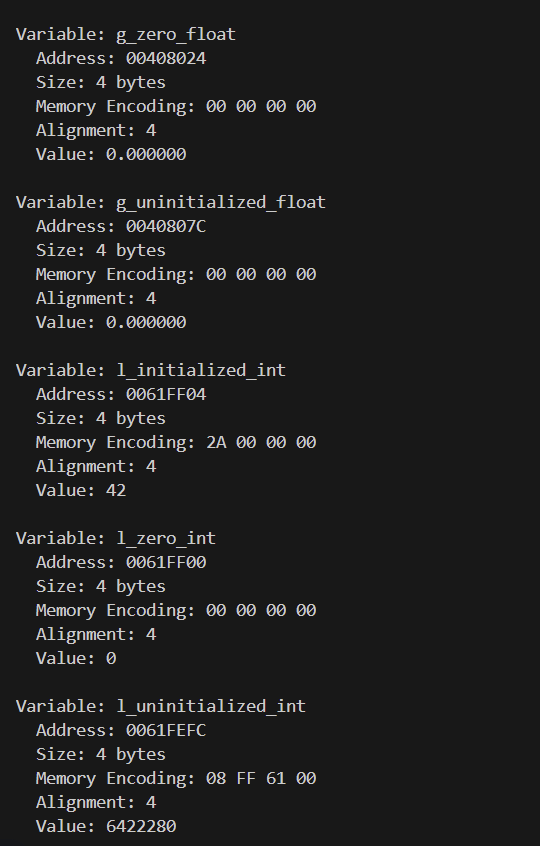 Variable: g_zero_float
Address: 00408024
Size: 4 bytes
Memory Encoding: 00 00 00 00
Alignment: 4
Value: 0.000000
Variable: g_uninitialized_float
Address: 0040807C
Size: 4 bytes
Memory Encoding: 00 00 00 00
Alignment: 4
Value: 0.000000
Variable: l_initialized_int
Address: 0061FF04
Size: 4 bytes
Memory Encoding: 2A 00 00 00
Alignment: 4
Value: 42
Variable: l_zero_int
Address: 0061FF00
Size: 4 bytes
Memory Encoding: 00 00 00 00
Alignment: 4
Value: 0
Variable: l_uninitialized_int
Address: 0061FEFC
Size: 4 bytes
Memory Encoding: 08 FF 61 00
Alignment: 4
Value: 6422280